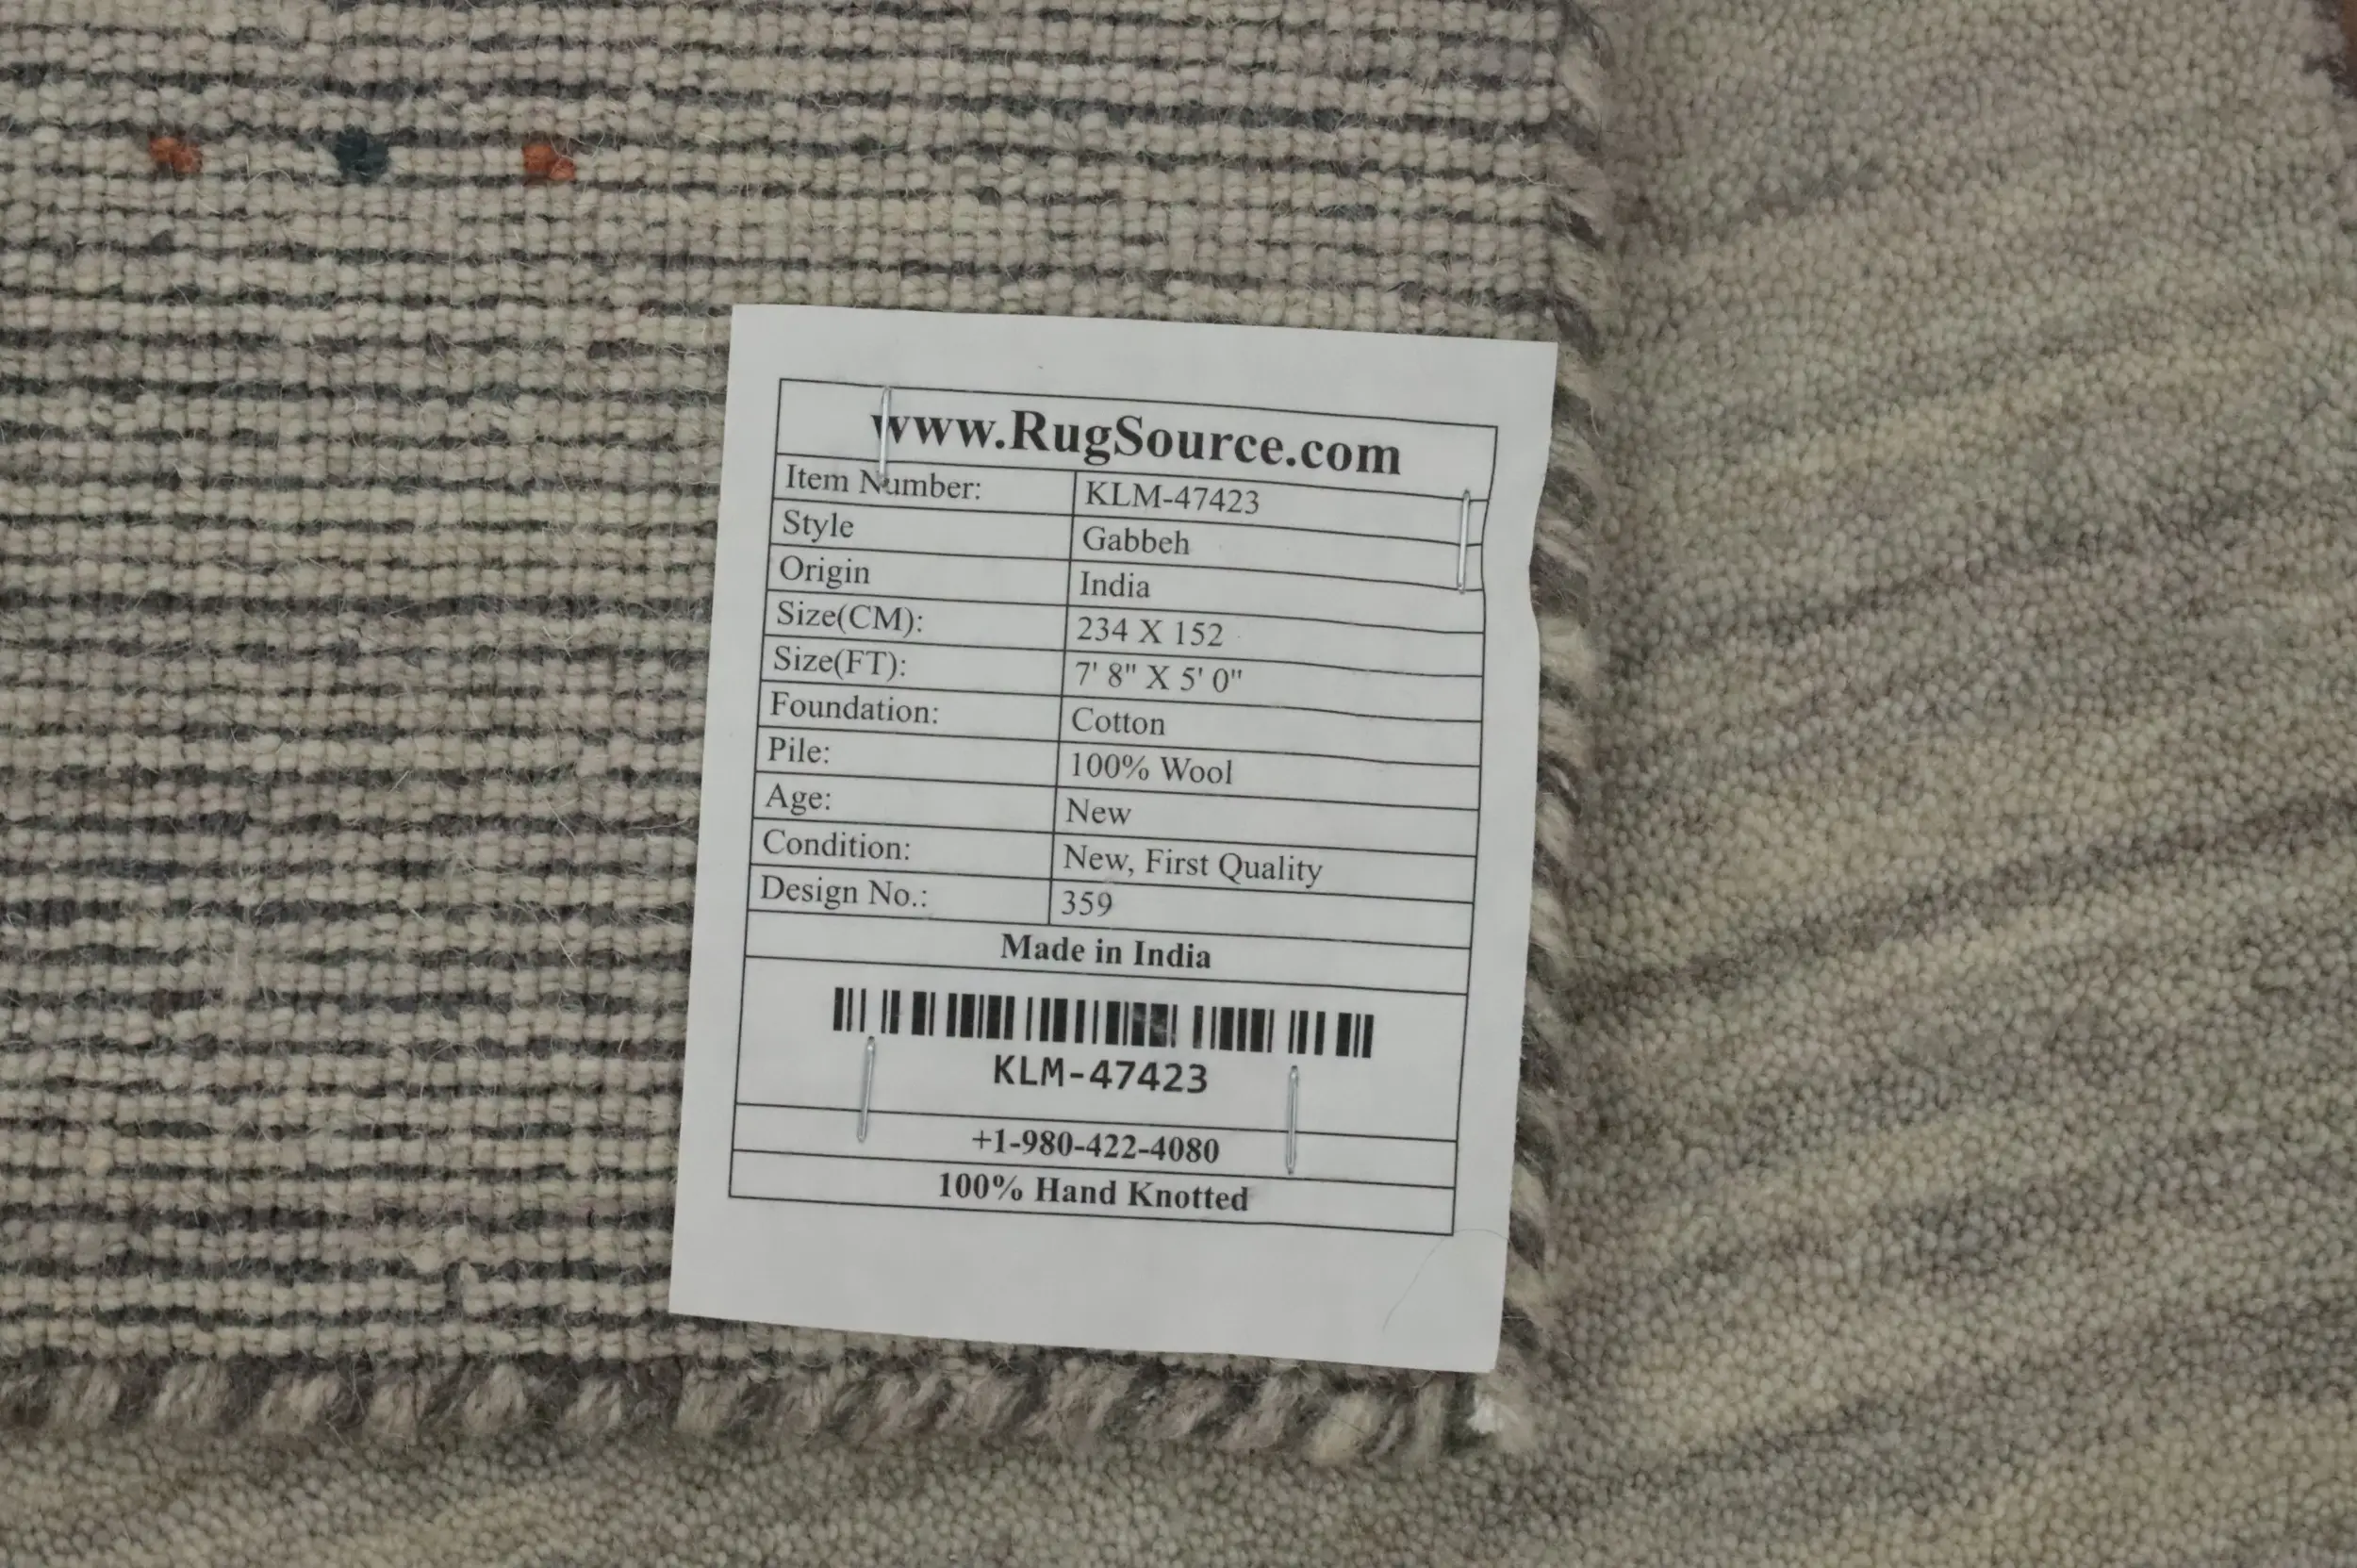 www.RugSource.com
Item Number: KLM-47423
Style Gabbeh
Origin India
Size(CM): 234 X 152
Size(FT): 7' 8" X 5' 0"
Foundation: Cotton
Pile: 100% Wool
Age: New
Condition: New, First Quality
Design No.: 359
Made in India
KLM-47423
+1-980-422-4080
100% Hand Knotted